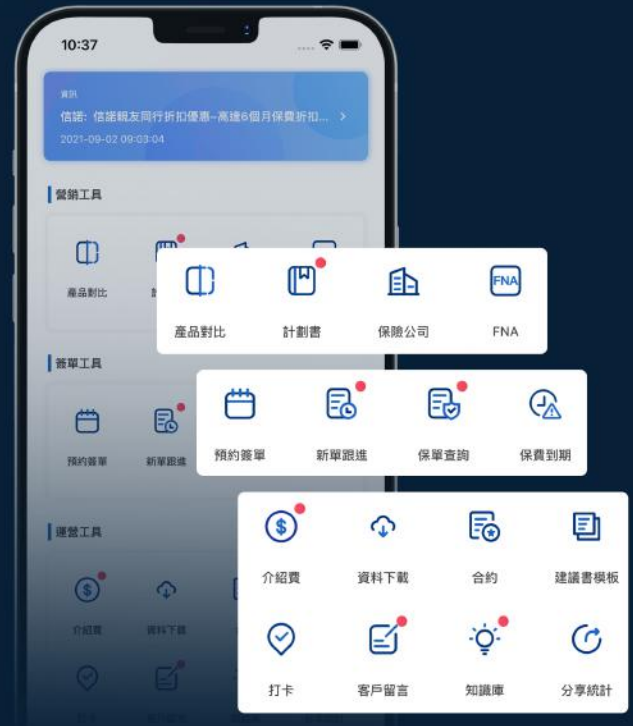 10:37
資訊
信諾: 信諾親友同行折扣優惠–高達6個月保費折扣...
2021-09-02 09:03:04
營銷工具
產品對比
產品對比
計劃書
保險公司
FNA
FNA
簽單工具
預約簽單
新單跟進
預約簽單
新單跟進
保單查詢
保費到期
運營工具
介紹費
資料下載
介紹費
資料下載
合約
建議書模板
打卡
客戶留言
知識庫
分享統計